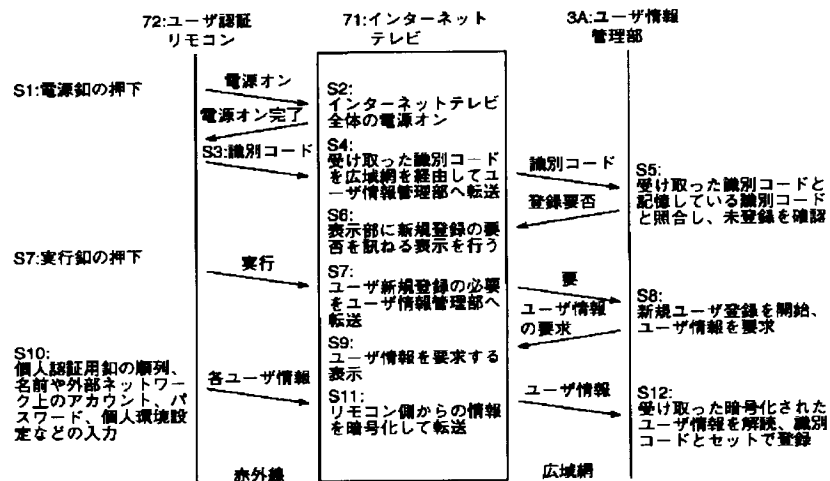 72:ユーザ認証
リモコン
71:インターネット
テレビ
3A:ユーザ情報
管理部
S1:電源釦の押下
電源オン
S2:
インターネットテレビ
全体の電源オン
電源オン完了
S3:識別コード
S4:
受け取った識別コード
を広域網を経由してユ
ーザ情報管理部へ転送
識別コード
S5:
受け取った識別コードと
記憶している識別コード
と照合し、未登録を確認
登録要否
S6:
表示部に新規登録の要
否を訊ねる表示を行う
S7:実行釦の押下
実行
S7:
ユーザ新規登録の必要
をユーザ情報管理部へ
転送
要
S8:
新規ユーザ登録を開始、
ユーザ情報を要求
ユーザ情報
の要求
S9:
ユーザ情報を要求する
表示
S10:
個人認証用釦の順列、
名前や外部ネットワー
ク上のアカウント、パ
スワード、個人環境設
定などの入力
各ユーザ情報
S11:
リモコン側からの情報
を暗号化して転送
ユーザ情報
S12:
受け取った暗号化された
ユーザ情報を解読、識別
コードとセットで登録
赤外線
広域網